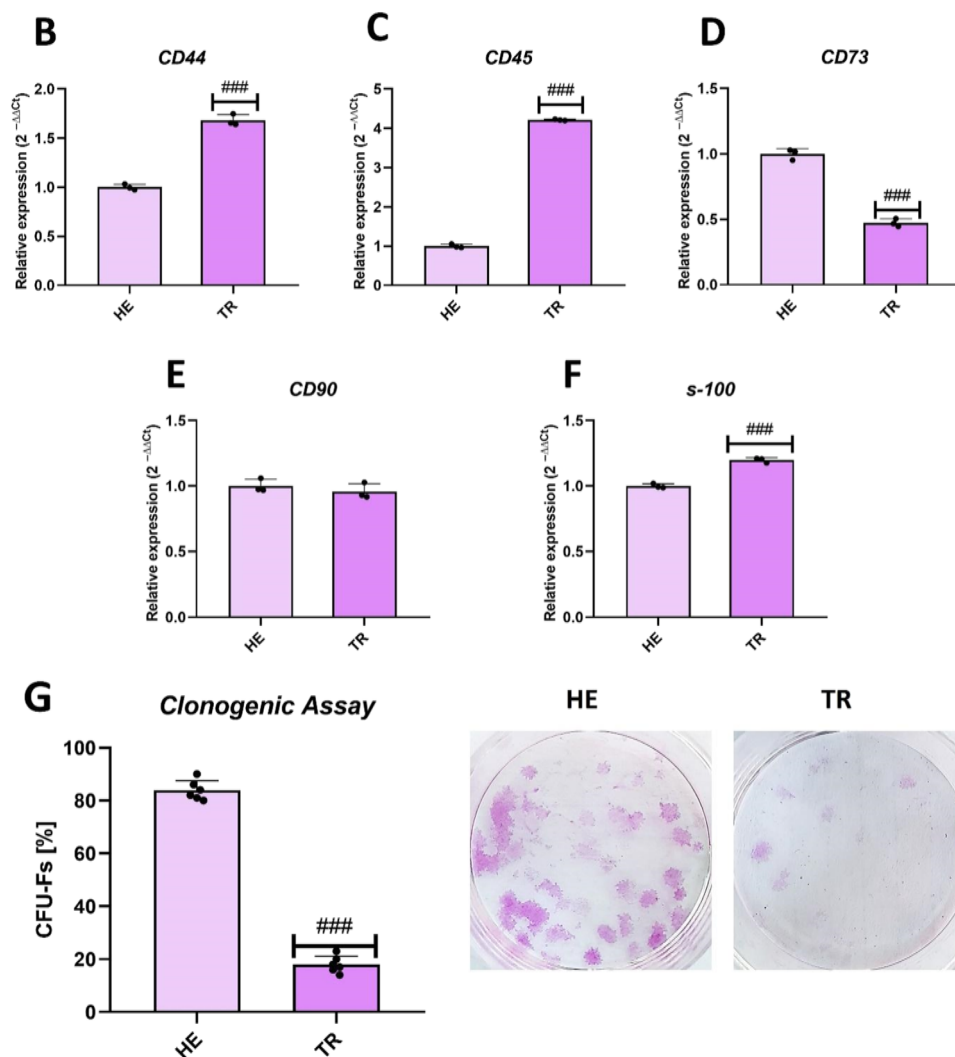 B
CD44
Relative expression (2 ⁻ΔΔCt)
2.0
1.5
1.0
0.5
0.0
###
HE
TR
C
CD45
Relative expression (2 ⁻ΔΔCt)
5
4
3
2
1
0
###
HE
TR
D
CD73
Relative expression (2 ⁻ΔΔCt)
1.5
1.0
0.5
0.0
###
HE
TR
E
CD90
Relative expression (2 ⁻ΔΔCt)
1.5
1.0
0.5
0.0
HE
TR
F
s-100
Relative expression (2 ⁻ΔΔCt)
1.5
1.0
0.5
0.0
###
HE
TR
G
Clonogenic Assay
CFU-Fs [%]
100
80
60
40
20
0
###
HE
TR
HE
TR